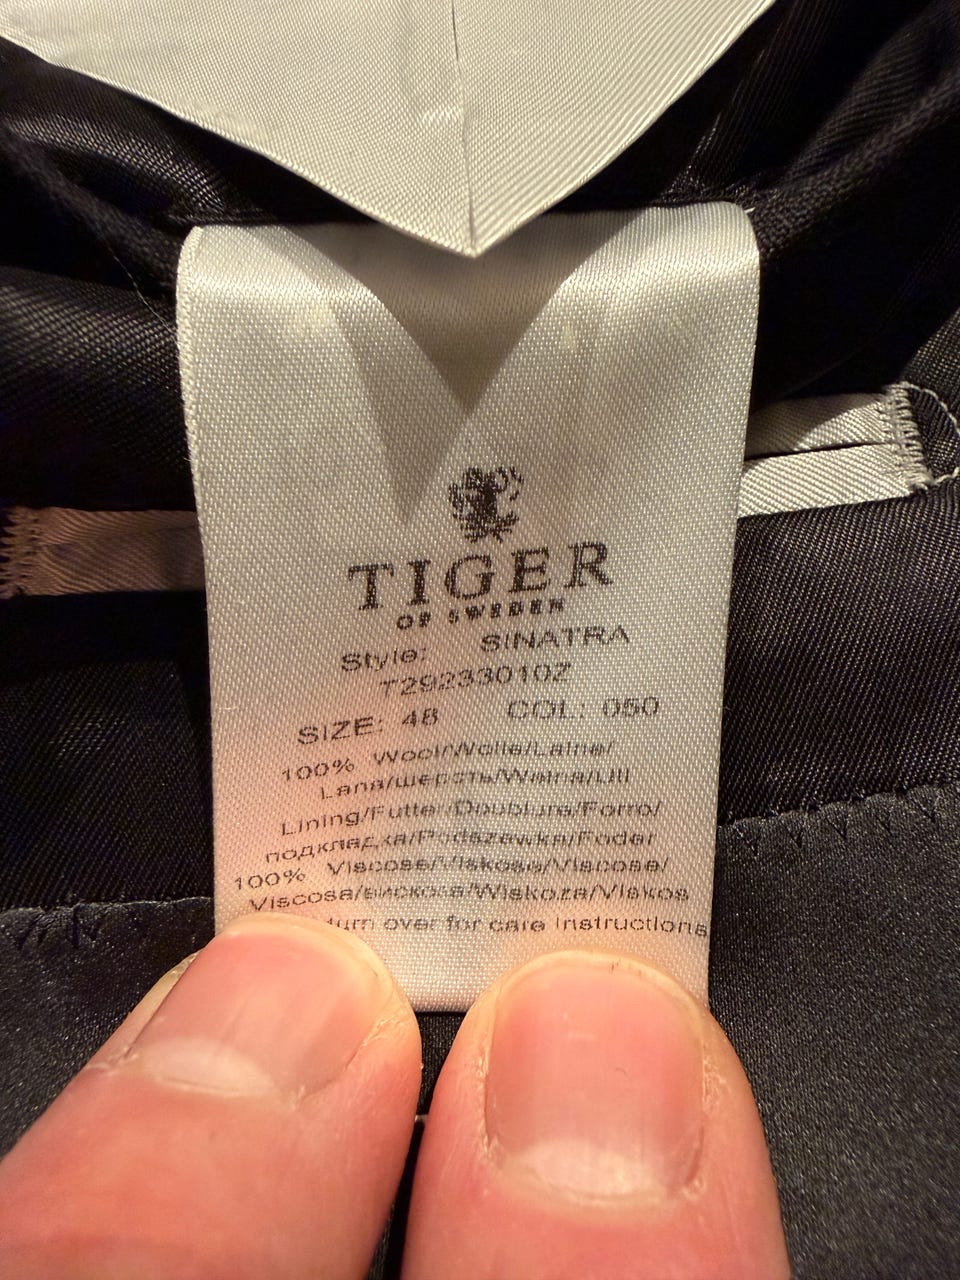 TIGER
OF SWEDEN
Style: SINATRA
T29233010Z
SIZE: 48 COL: 050
100% Wool/Wolle/Laine/
Lana/шерсть/Wełna/Ull
Lining/Futter/Doublure/Forro/
подкладка/Podszewka/Foder
100% Viscose/Viskose/Viscose/
Viscosa/вискоза/Wiskoza/Viskos
turn over for care instructions